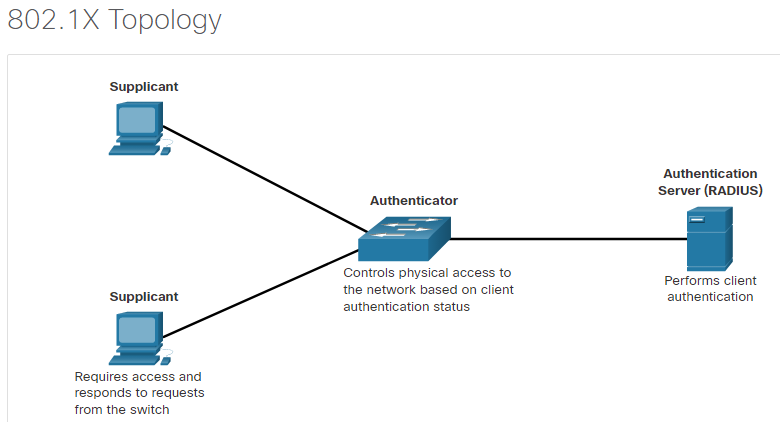 802.1X Topology
Supplicant
Authentication
Server (RADIUS)
Authenticator
Controls physical access to
the network based on client
authentication status
Performs client
authentication
Supplicant
Requires access and
responds to requests
from the switch